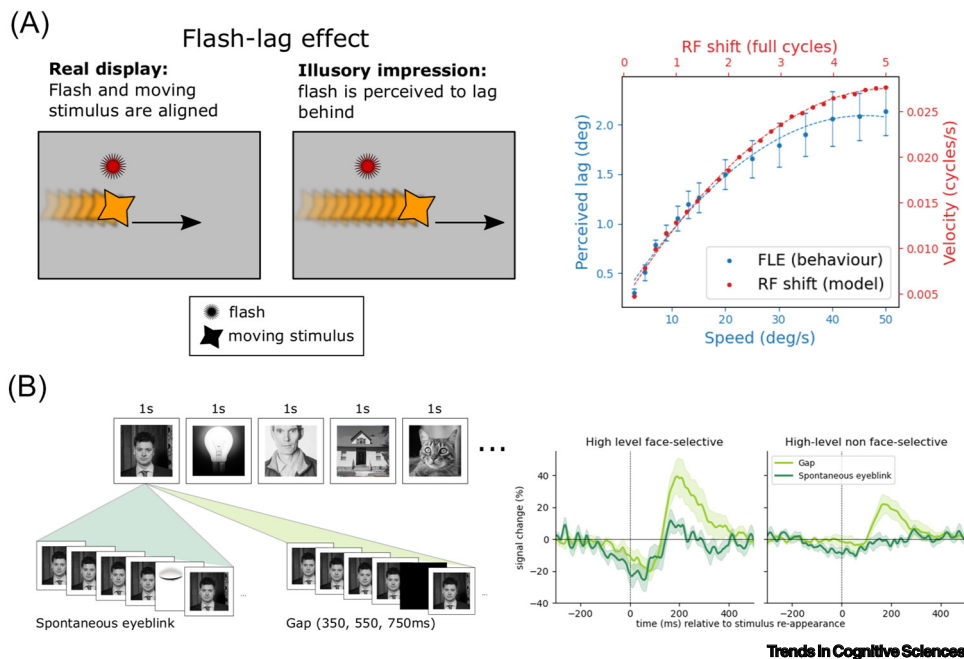 (A)
Flash-lag effect
Real display:
Flash and moving
stimulus are aligned
Illusory impression:
flash is perceived to lag
behind
flash
moving stimulus
RF shift (full cycles)
0 1 2 3 4 5
Perceived lag (deg)
2.0
1.5
1.0
0.5
0.025
0.020
0.015
0.010
0.005
Velocity (cycles/s)
FLE (behaviour)
RF shift (model)
10 20 30 40 50
Speed (deg/s)
(B)
1s 1s 1s 1s 1s
...
Spontaneous eyeblink
...
Gap (350, 550, 750ms)
...
High level face-selective
High-level non face-selective
signal change (%)
40
20
0
−20
−40
Gap
Spontaneous eyeblink
−200 0 200 400
−200 0 200 400
time (ms) relative to stimulus re-appearance
Trends in Cognitive Sciences